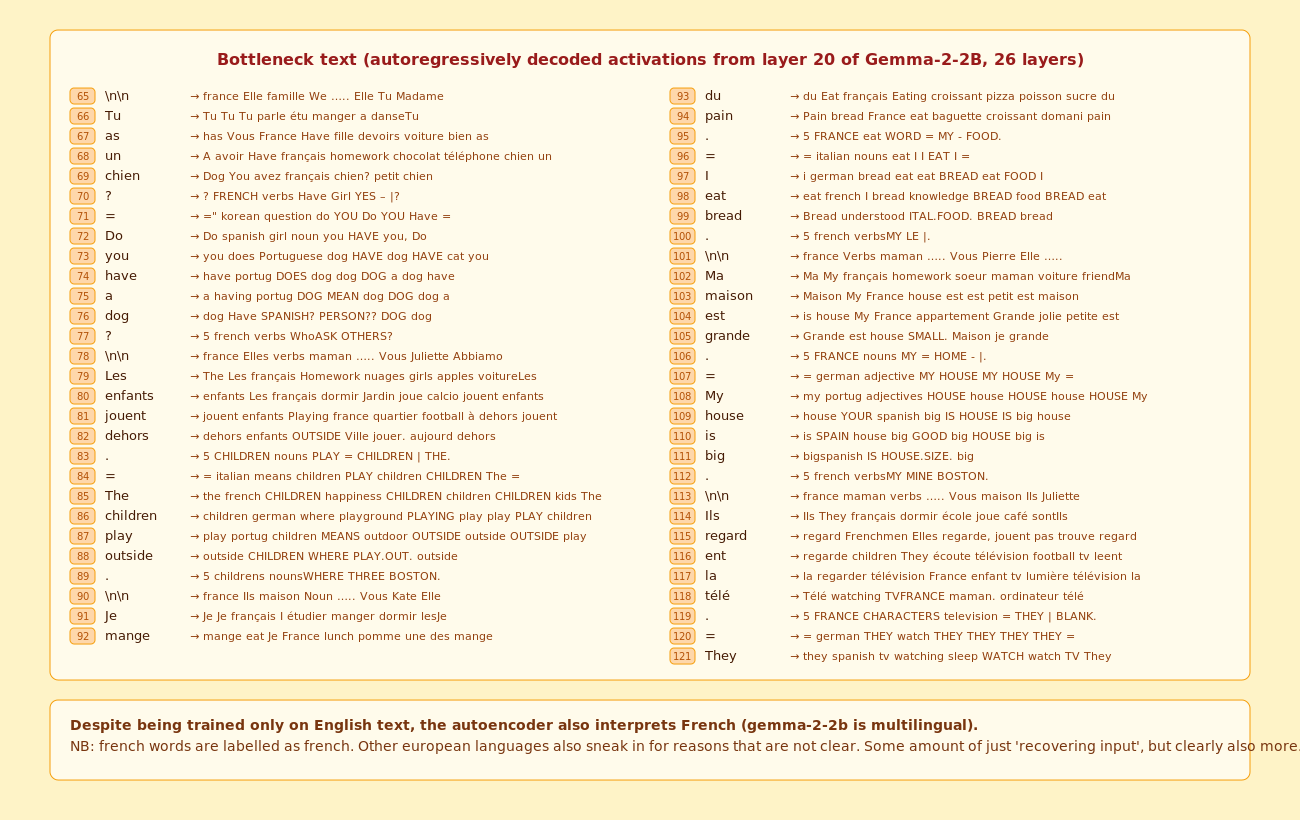 Bottleneck text (autoregressively decoded activations from layer 20 of Gemma-2-2B, 26 layers)
65 \n\n → france Elle famille We ..... Elle Tu Madame
66 Tu → Tu Tu Tu parle étu manger a danseTu
67 as → has Vous France Have fille devoirs voiture bien as
68 un → A avoir Have français homework chocolat téléphone chien un
69 chien → Dog You avez français chien? petit chien
70 ? → ? FRENCH verbs Have Girl YES – |?
71 = → =" korean question do YOU Do YOU Have =
72 Do → Do spanish girl noun you HAVE you, Do
73 you → you does Portuguese dog HAVE dog HAVE cat you
74 have → have portug DOES dog dog DOG a dog have
75 a → a having portug DOG MEAN dog DOG dog a
76 dog → dog Have SPANISH? PERSON?? DOG dog
77 ? → 5 french verbs WhoASK OTHERS?
78 \n\n → france Elles verbs maman ..... Vous Juliette Abbiamo
79 Les → The Les français Homework nuages girls apples voitureLes
80 enfants → enfants Les français dormir Jardin joue calcio jouent enfants
81 jouent → jouent enfants Playing france quartier football à dehors jouent
82 dehors → dehors enfants OUTSIDE Ville jouer. aujourd dehors
83 . → 5 CHILDREN nouns PLAY = CHILDREN | THE.
84 = → = italian means children PLAY children CHILDREN The =
85 The → the french CHILDREN happiness CHILDREN children CHILDREN kids The
86 children → children german where playground PLAYING play play PLAY children
87 play → play portug children MEANS outdoor OUTSIDE outside OUTSIDE play
88 outside → outside CHILDREN WHERE PLAY.OUT. outside
89 . → 5 childrens nounsWHERE THREE BOSTON.
90 \n\n → france Ils maison Noun ..... Vous Kate Elle
91 Je → Je Je français I étudier manger dormir lesJe
92 mange → mange eat Je France lunch pomme une des mange
93 du → du Eat français Eating croissant pizza poisson sucre du
94 pain → Pain bread France eat baguette croissant domani pain
95 . → 5 FRANCE eat WORD = MY - FOOD.
96 = → = italian nouns eat I I EAT I =
97 I → i german bread eat eat BREAD eat FOOD I
98 eat → eat french I bread knowledge BREAD food BREAD eat
99 bread → Bread understood ITAL.FOOD. BREAD bread
100 . → 5 french verbsMY LE |.
101 \n\n → france Verbs maman ..... Vous Pierre Elle .....
102 Ma → Ma My français homework soeur maman voiture friendMa
103 maison → Maison My France house est est petit est maison
104 est → is house My France appartement Grande jolie petite est
105 grande → Grande est house SMALL. Maison je grande
106 . → 5 FRANCE nouns MY = HOME - |.
107 = → = german adjective MY HOUSE MY HOUSE My =
108 My → my portug adjectives HOUSE house HOUSE house HOUSE My
109 house → house YOUR spanish big IS HOUSE IS big house
110 is → is SPAIN house big GOOD big HOUSE big is
111 big → bigspanish IS HOUSE.SIZE. big
112 . → 5 french verbsMY MINE BOSTON.
113 \n\n → france maman verbs ..... Vous maison Ils Juliette
114 Ils → Ils They français dormir école joue café sontIls
115 regard → regard Frenchmen Elles regarde, jouent pas trouve regard
116 ent → regarde children They écoute télévision football tv leent
117 la → la regarder télévision France enfant tv lumière télévision la
118 télé → Télé watching TVFRANCE maman. ordinateur télé
119 . → 5 FRANCE CHARACTERS television = THEY | BLANK.
120 = → = german THEY watch THEY THEY THEY THEY =
121 They → they spanish tv watching sleep WATCH watch TV They
Despite being trained only on English text, the autoencoder also interprets French (gemma-2-2b is multilingual).
NB: french words are labelled as french. Other european languages also sneak in for reasons that are not clear. Some amount of just 'recovering input', but clearly also more.